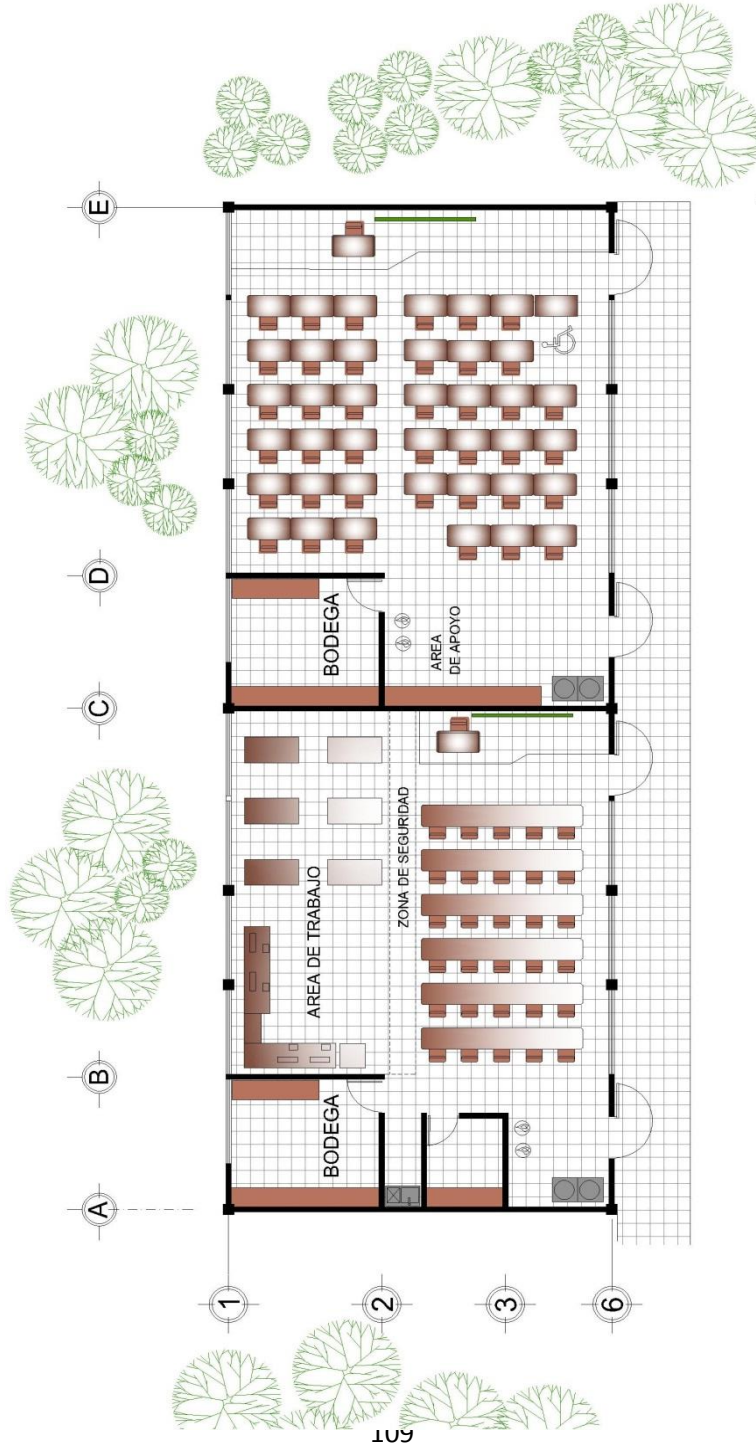 E
D
C
B
A
1
2
3
6
BODEGA
AREA
DE APOYO
AREA DE TRABAJO
ZONA DE SEGURIDAD
BODEGA
109